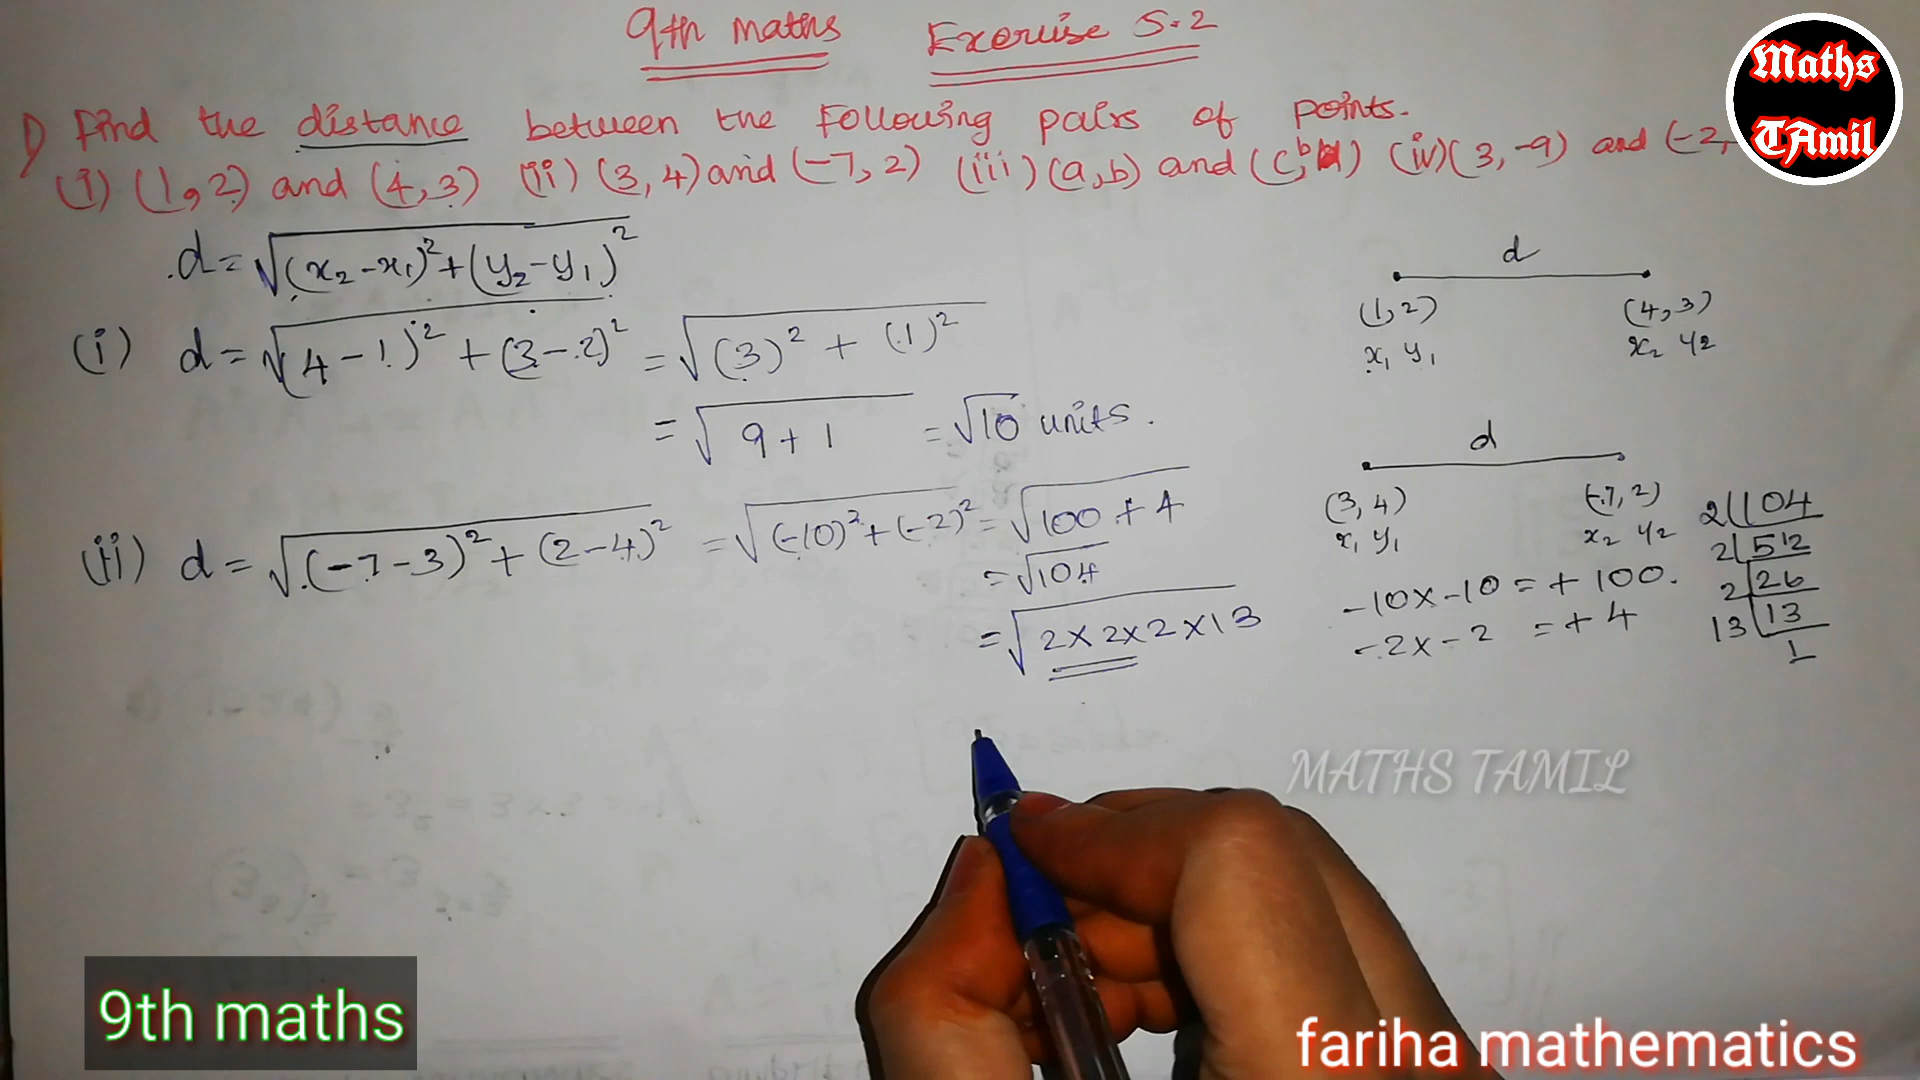 9th maths Exercise 5.2
1) Find the distance between the following pairs of points.
(i) (1,2) and (4,3) (ii) (3,4) and (-7,2) (iii) (a,b) and (c,b) (iv) (3,-9) and (-2,
d = √(x₂-x₁)²+(y₂-y₁)²
(i) d = √(4-1)² + (3-2)² = √(3)² + (1)²
= √9+1 = √10 units.
(ii) d = √(-7-3)² + (2-4)² = √(-10)²+(-2)² = √100+4
= √104
= √2×2×2×13
d
(1,2) (4,3)
x₁ y₁ x₂ y₂
d
(3,4) (-7,2)
x₁ y₁ x₂ y₂
-10×-10 = +100.
-2×-2 = +4
2|104
2|52
2|26
13|13
1
Maths
TAmil
MATHS TAMIL
9th maths
fariha mathematics